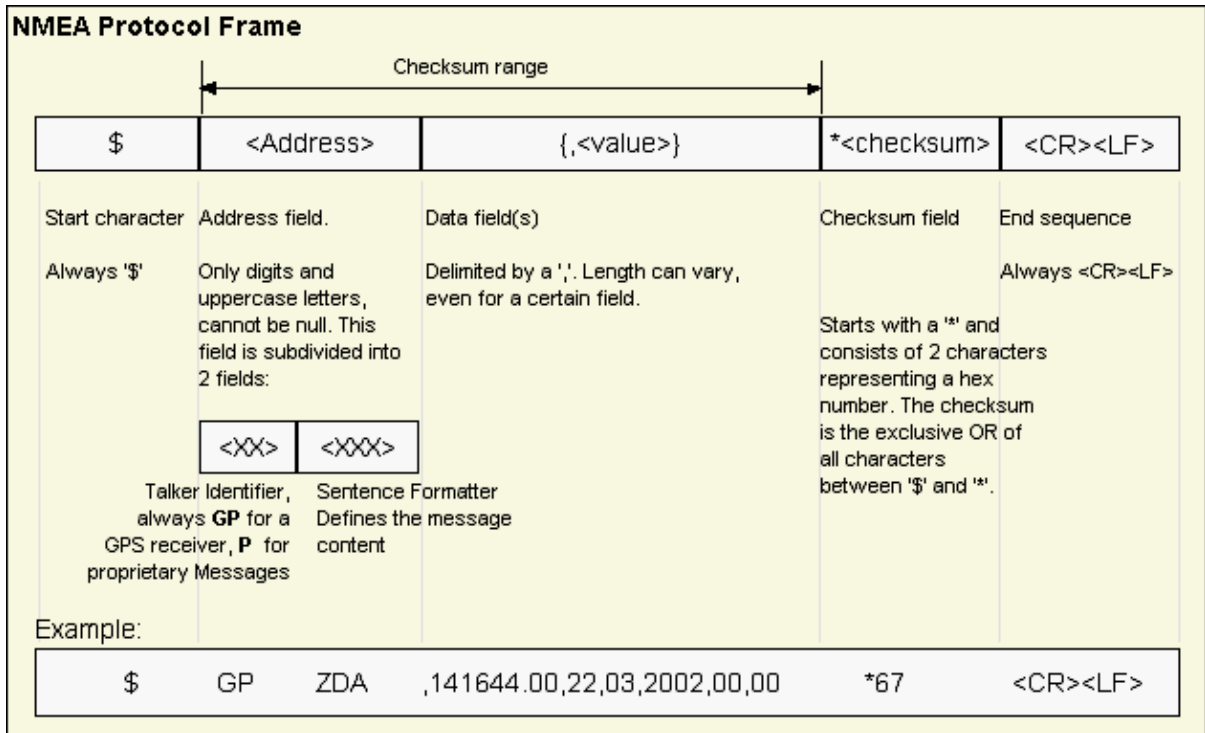 NMEA Protocol Frame
Checksum range
$ <Address> {,<value>} *<checksum> <CR><LF>
Start character
Always '$'
Address field.
Only digits and
uppercase letters,
cannot be null. This
field is subdivided into
2 fields:
<XX> <XXX>
Talker Identifier,
always GP for a
GPS receiver, P for
proprietary Messages
Sentence Formatter
Defines the message
content
Data field(s)
Delimited by a ','. Length can vary,
even for a certain field.
Checksum field
Starts with a '*' and
consists of 2 characters
representing a hex
number. The checksum
is the exclusive OR of
all characters
between '$' and '*'.
End sequence
Always <CR><LF>
Example:
$ GP ZDA ,141644.00,22,03,2002,00,00 *67 <CR><LF>